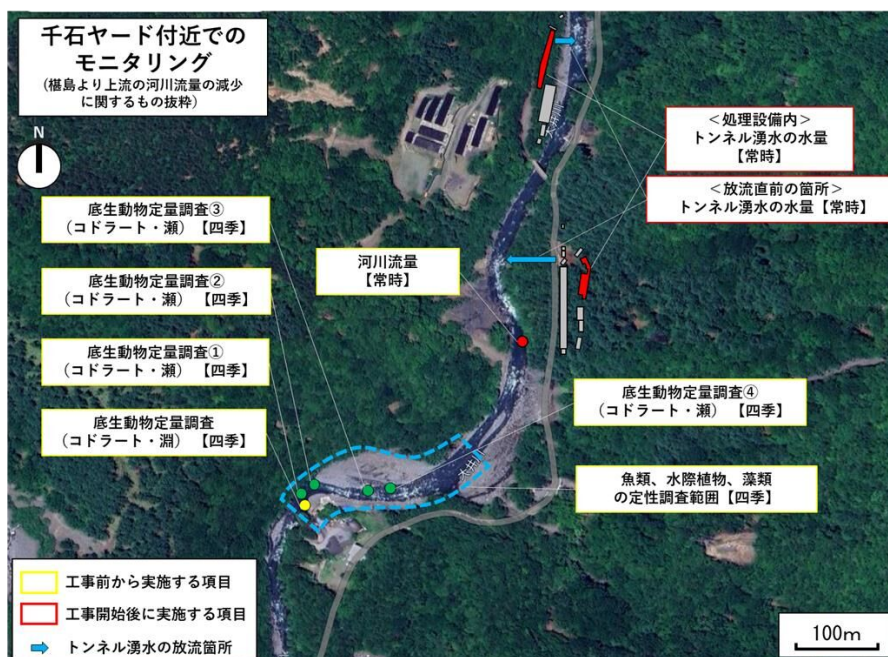 千石ヤード付近での
モニタリング
(椹島より上流の河川流量の減少
に関するもの抜粋)
N
大井川
<処理設備内>
トンネル湧水の水量
【常時】
<放流直前の箇所>
トンネル湧水の水量【常時】
底生動物定量調査③
(コドラート・瀬) 【四季】
河川流量
【常時】
底生動物定量調査②
(コドラート・瀬) 【四季】
底生動物定量調査①
(コドラート・瀬) 【四季】
底生動物定量調査④
(コドラート・瀬) 【四季】
底生動物定量調査
(コドラート・淵) 【四季】
大井川
魚類、水際植物、藻類
の定性調査範囲【四季】
工事前から実施する項目
工事開始後に実施する項目
トンネル湧水の放流箇所
100m